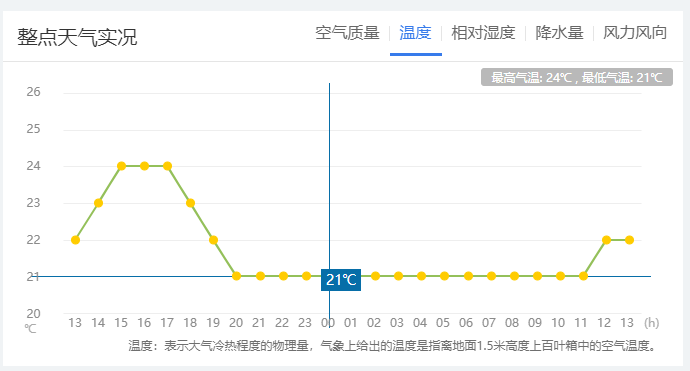 整点天气实况
空气质量 温度 相对湿度 降水量 风力风向
最高气温: 24℃ , 最低气温: 21℃
26
25
24
23
22
21
21℃
20
℃
13 14 15 16 17 18 19 20 21 22 23 00 01 02 03 04 05 06 07 08 09 10 11 12 13 (h)
温度：表示大气冷热程度的物理量，气象上给出的温度是指离地面1.5米高度上百叶箱中的空气温度。